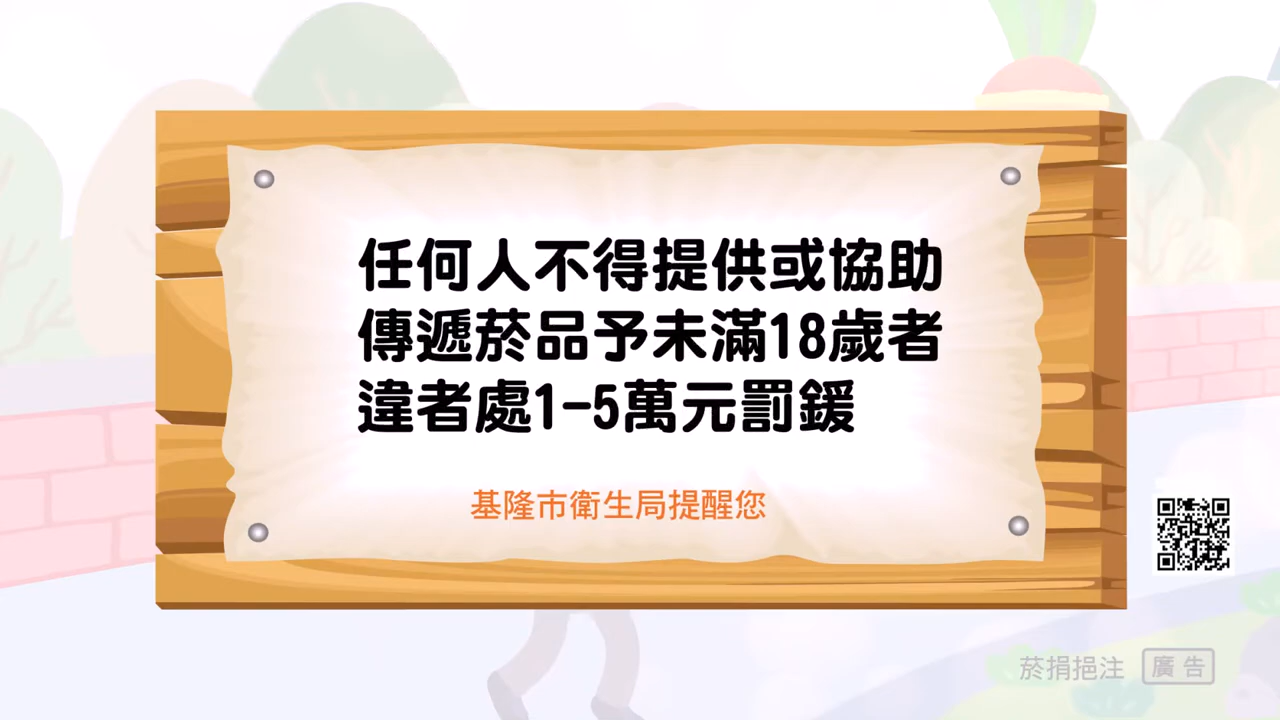 任何人不得提供或協助
傳遞菸品予未滿18歲者
違者處1-5萬元罰鍰
基隆市衛生局提醒您
菸捐挹注 廣告